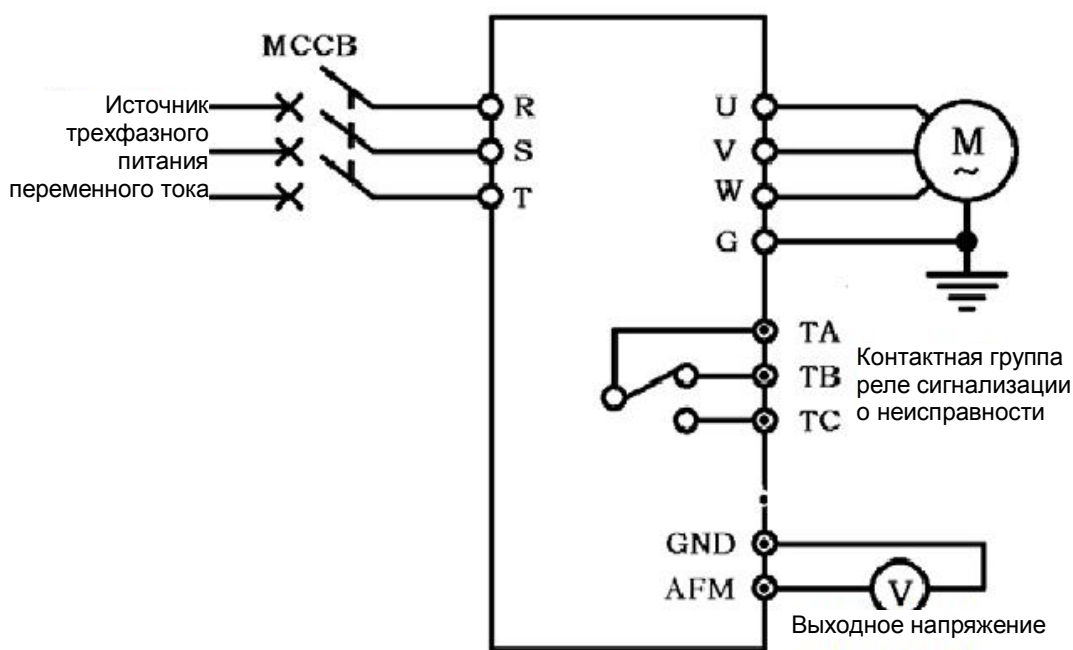 MCCB
Источник
трехфазного
питания
переменного тока
R
S
T
U
V
W
G
M
~
TA
TB
TC
Контактная группа
реле сигнализации
о неисправности
GND
AFM
V
Выходное напряжение